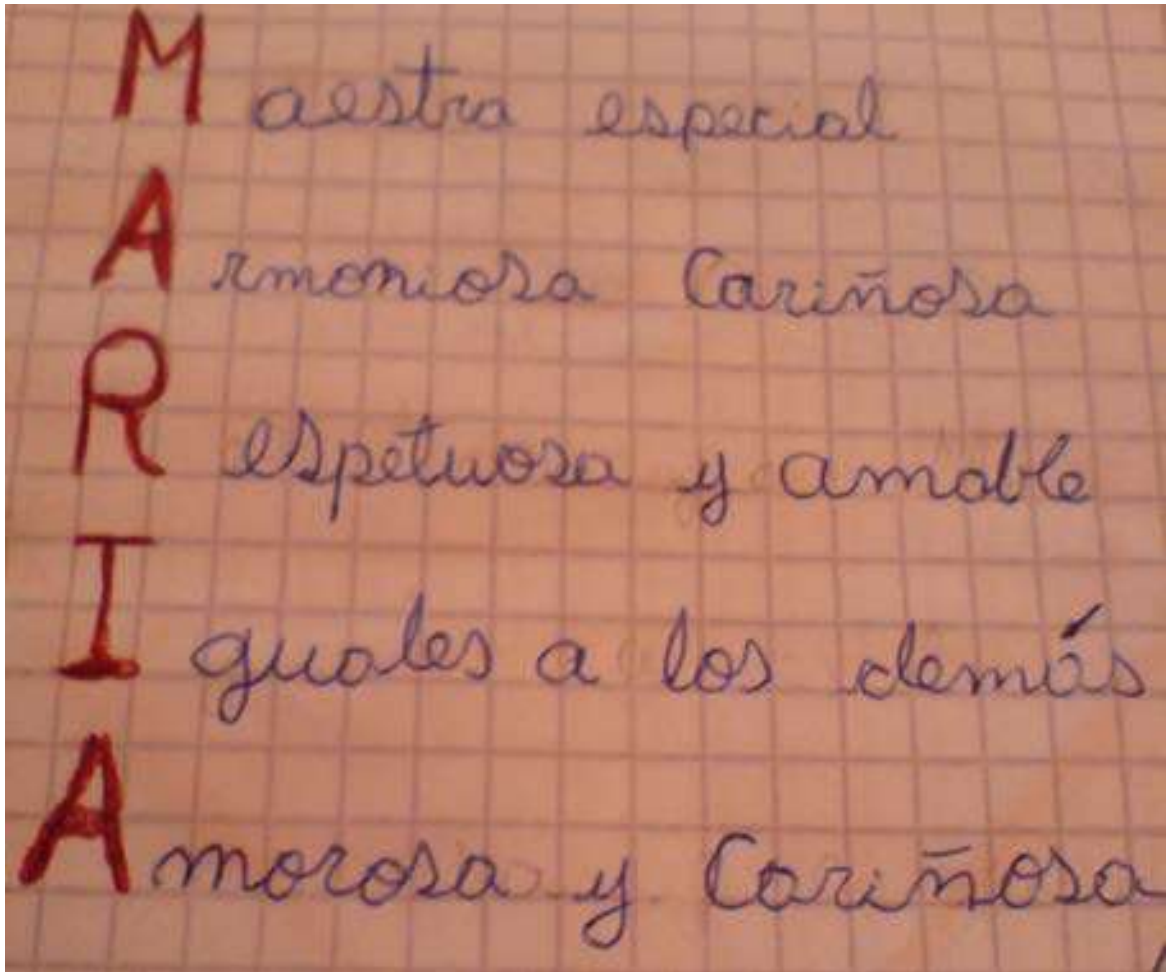 Maestra especial
Armoniosa Cariñosa
Respetuosa y amable
Iguales a los demás
Amorosa y Cariñosa